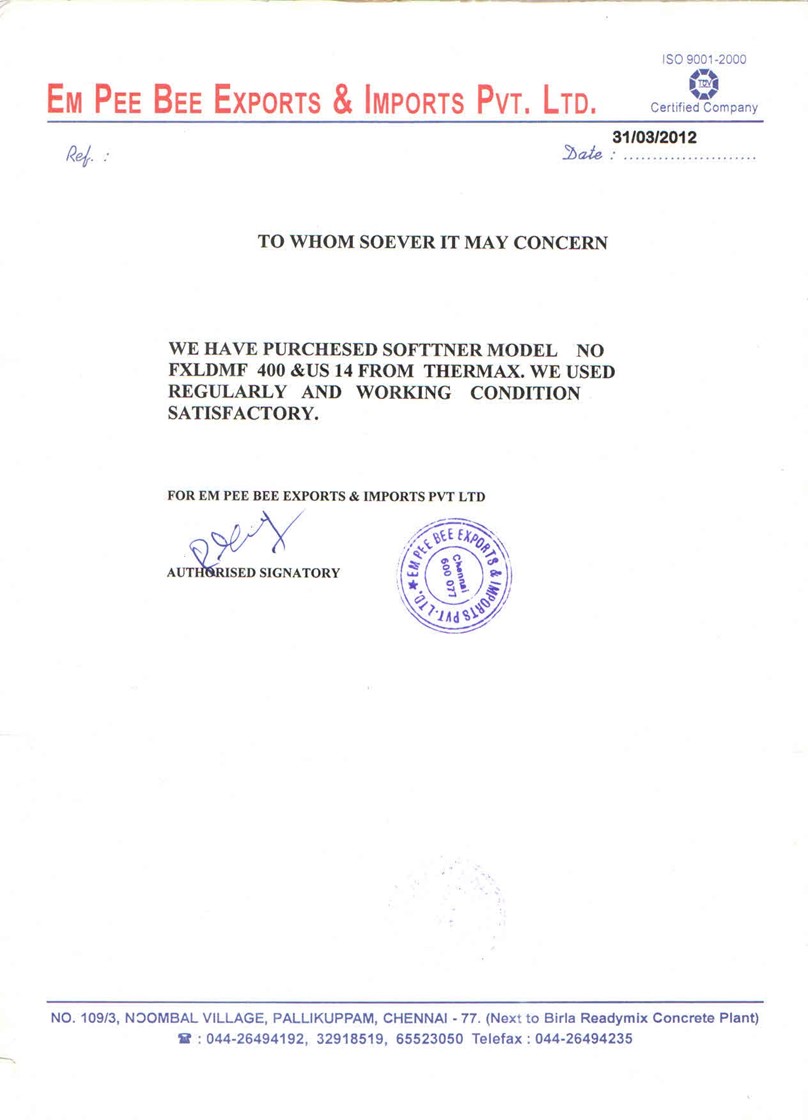 ISO 9001-2000
EM PEE BEE EXPORTS & IMPORTS PVT. LTD.
Certified Company
31/03/2012
Ref. :
Date : .......................
TO WHOM SOEVER IT MAY CONCERN
WE HAVE PURCHESED SOFTTNER MODEL NO
FXLDMF 400 &US 14 FROM THERMAX. WE USED
REGULARLY AND WORKING CONDITION
SATISFACTORY.
FOR EM PEE BEE EXPORTS & IMPORTS PVT LTD
AUTHORISED SIGNATORY
★ EM PEE BEE EXPORTS & IMPORTS PVT. LTD.
Chennai
600 077
NO. 109/3, NOOMBAL VILLAGE, PALLIKUPPAM, CHENNAI - 77. (Next to Birla Readymix Concrete Plant)
☎ : 044-26494192, 32918519, 65523050 Telefax : 044-26494235